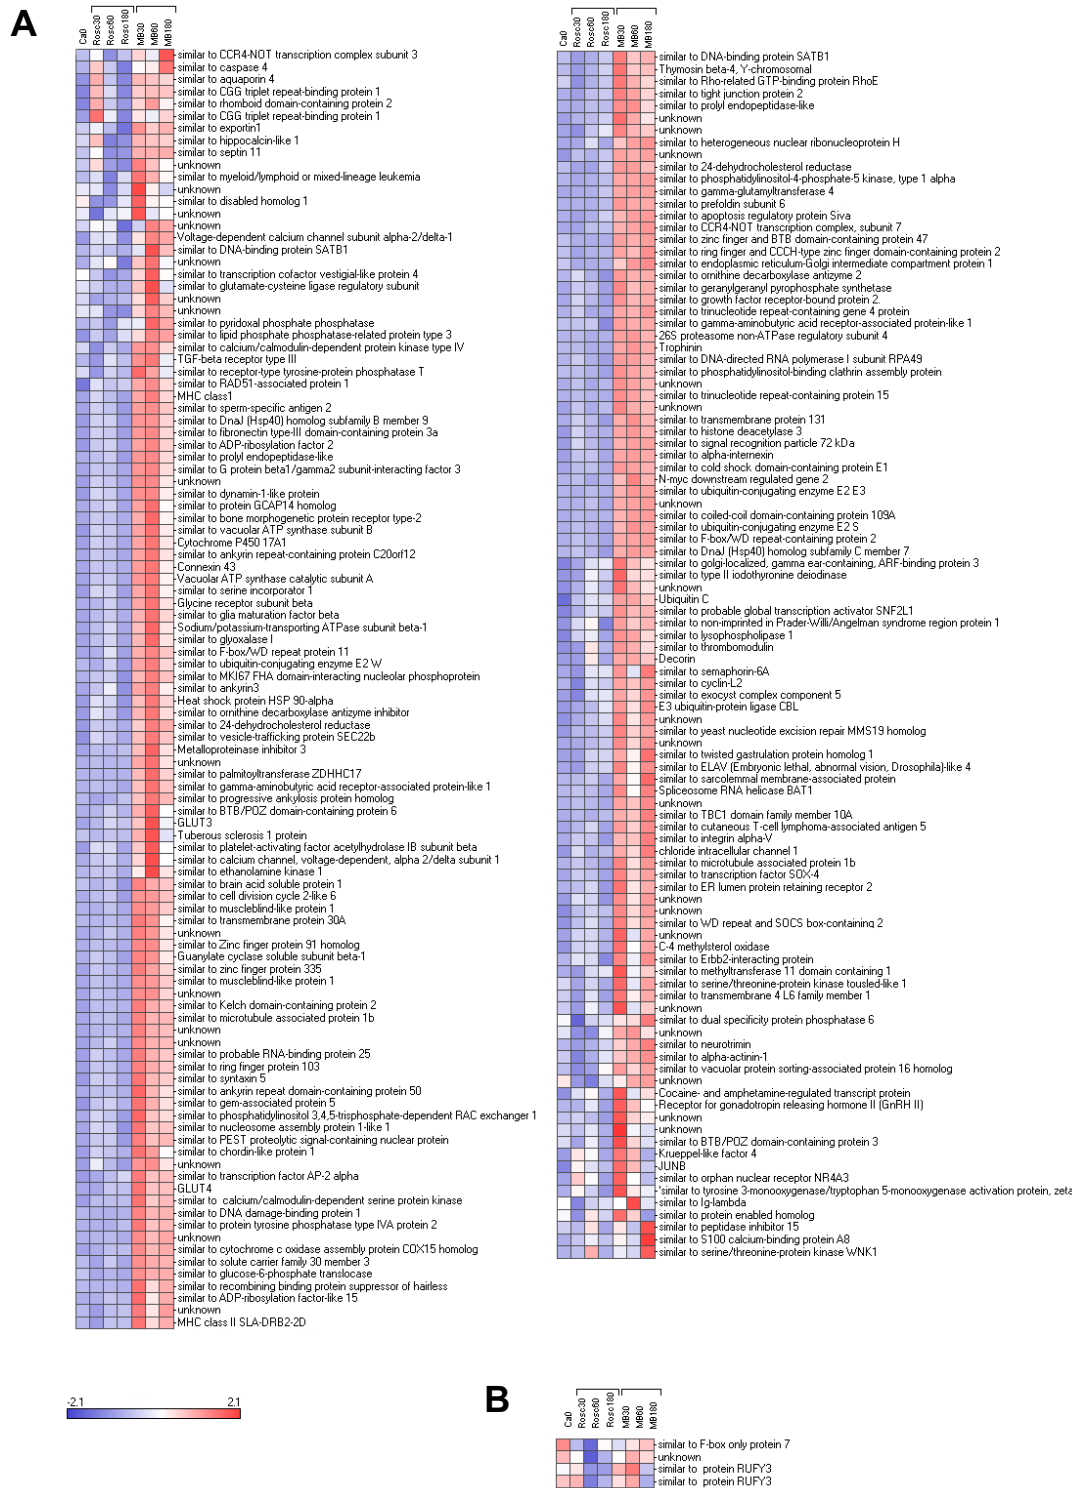 A
Ca0
Rosc30
Rosc60
Rosc180
MB30
MB60
MB180
similar to CCR4-NOT transcription complex subunit 3
similar to caspase 4
similar to aquaporin 4
similar to CGG triplet repeat-binding protein 1
similar to rhomboid domain-containing protein 2
similar to CGG triplet repeat-binding protein 1
similar to exportin1
similar to hippocalcin-like 1
similar to septin 11
unknown
similar to myeloid/lymphoid or mixed-lineage leukemia
unknown
similar to disabled homolog 1
unknown
unknown
Voltage-dependent calcium channel subunit alpha-2/delta-1
similar to DNA-binding protein SATB1
unknown
similar to transcription cofactor vestigial-like protein 4
similar to glutamate-cysteine ligase regulatory subunit
unknown
unknown
similar to pyridoxal phosphate phosphatase
similar to lipid phosphate phosphatase-related protein type 3
similar to calcium/calmodulin-dependent protein kinase type IV
TGF-beta receptor type III
similar to receptor-type tyrosine-protein phosphatase T
similar to RAD51-associated protein 1
MHC class1
similar to sperm-specific antigen 2
similar to DnaJ (Hsp40) homolog subfamily B member 9
similar to fibronectin type-III domain-containing protein 3a
similar to ADP-ribosylation factor 2
similar to prolyl endopeptidase-like
similar to G protein beta1/gamma2 subunit-interacting factor 3
unknown
similar to dynamin-1-like protein
similar to protein GCAP14 homolog
similar to bone morphogenetic protein receptor type-2
similar to vacuolar ATP synthase subunit B
Cytochrome P450 17A1
similar to ankyrin repeat-containing protein C20orf12
Connexin 43
Vacuolar ATP synthase catalytic subunit A
similar to serine incorporator 1
Glycine receptor subunit beta
similar to glia maturation factor beta
Sodium/potassium-transporting ATPase subunit beta-1
similar to glyoxalase I
similar to F-box/WD repeat protein 11
similar to ubiquitin-conjugating enzyme E2 W
similar to MKI67 FHA domain-interacting nucleolar phosphoprotein
similar to ankyrin3
Heat shock protein HSP 90-alpha
similar to ornithine decarboxylase antizyme inhibitor
similar to 24-dehydrocholesterol reductase
similar to vesicle-trafficking protein SEC22b
Metalloproteinase inhibitor 3
unknown
similar to palmitoyltransferase ZDHHC17
similar to gamma-aminobutyric acid receptor-associated protein-like 1
similar to progressive ankylosis protein homolog
similar to BTB/POZ domain-containing protein 6
GLUT3
Tuberous sclerosis 1 protein
similar to platelet-activating factor acetylhydrolase IB subunit beta
similar to calcium channel, voltage-dependent, alpha 2/delta subunit 1
similar to ethanolamine kinase 1
similar to brain acid soluble protein 1
similar to cell division cycle 2-like 6
similar to muscleblind-like protein 1
similar to transmembrane protein 30A
unknown
similar to Zinc finger protein 91 homolog
Guanylate cyclase soluble subunit beta-1
similar to zinc finger protein 335
similar to muscleblind-like protein 1
unknown
similar to Kelch domain-containing protein 2
similar to microtubule associated protein 1b
unknown
unknown
similar to probable RNA-binding protein 25
similar to ring finger protein 103
similar to syntaxin 5
similar to ankyrin repeat domain-containing protein 50
similar to gem-associated protein 5
similar to phosphatidylinositol 3,4,5-trisphosphate-dependent RAC exchanger 1
similar to nucleosome assembly protein 1-like 1
similar to PEST proteolytic signal-containing nuclear protein
similar to chordin-like protein 1
unknown
similar to transcription factor AP-2 alpha
GLUT4
similar to  calcium/calmodulin-dependent serine protein kinase
similar to DNA damage-binding protein 1
similar to protein tyrosine phosphatase type IVA protein 2
unknown
similar to cytochrome c oxidase assembly protein COX15 homolog
similar to solute carrier family 30 member 3
similar to glucose-6-phosphate translocase
similar to recombining binding protein suppressor of hairless
similar to ADP-ribosylation factor-like 15
unknown
MHC class II SLA-DRB2-2D
Ca0
Rosc30
Rosc60
Rosc180
MB30
MB60
MB180
similar to DNA-binding protein SATB1
Thymosin beta-4, Y-chromosomal
similar to Rho-related GTP-binding protein RhoE
similar to tight junction protein 2
similar to prolyl endopeptidase-like
unknown
unknown
similar to heterogeneous nuclear ribonucleoprotein H
unknown
similar to 24-dehydrocholesterol reductase
similar to phosphatidylinositol-4-phosphate-5 kinase, type 1 alpha
similar to gamma-glutamyltransferase 4
similar to prefoldin subunit 6
similar to apoptosis regulatory protein Siva
similar to CCR4-NOT transcription complex, subunit 7
similar to zinc finger and BTB domain-containing protein 47
similar to ring finger and CCCH-type zinc finger domain-containing protein 2
similar to endoplasmic reticulum-Golgi intermediate compartment protein 1
similar to ornithine decarboxylase antizyme 2
similar to geranylgeranyl pyrophosphate synthetase
similar to growth factor receptor-bound protein 2.
similar to trinucleotide repeat-containing gene 4 protein
similar to gamma-aminobutyric acid receptor-associated protein-like 1
26S proteasome non-ATPase regulatory subunit 4
Trophinin
similar to DNA-directed RNA polymerase I subunit RPA49
similar to phosphatidylinositol-binding clathrin assembly protein
unknown
similar to trinucleotide repeat-containing protein 15
unknown
similar to transmembrane protein 131
similar to histone deacetylase 3
similar to signal recognition particle 72 kDa
similar to alpha-internexin
similar to cold shock domain-containing protein E1
N-myc downstream regulated gene 2
similar to ubiquitin-conjugating enzyme E2 E3
unknown
similar to coiled-coil domain-containing protein 109A
similar to ubiquitin-conjugating enzyme E2 S
similar to F-box/WD repeat-containing protein 2
similar to DnaJ (Hsp40) homolog subfamily C member 7
similar to golgi-localized, gamma ear-containing, ARF-binding protein 3
similar to type II iodothyronine deiodinase
unknown
Ubiquitin C
similar to probable global transcription activator SNF2L1
similar to non-imprinted in Prader-Willi/Angelman syndrome region protein 1
similar to lysophospholipase 1
similar to thrombomodulin
Decorin
similar to semaphorin-6A
similar to cyclin-L2
similar to exocyst complex component 5
E3 ubiquitin-protein ligase CBL
unknown
similar to yeast nucleotide excision repair MMS19 homolog
unknown
similar to twisted gastrulation protein homolog 1
similar to ELAV (Embryonic lethal, abnormal vision, Drosophila)-like 4
similar to sarcolemmal membrane-associated protein
Spliceosome RNA helicase BAT1
unknown
similar to TBC1 domain family member 10A
similar to cutaneous T-cell lymphoma-associated antigen 5
similar to integrin alpha-V
chloride intracellular channel 1
similar to microtubule associated protein 1b
similar to transcription factor SOX-4
similar to ER lumen protein retaining receptor 2
unknown
unknown
similar to WD repeat and SOCS box-containing 2
unknown
C-4 methylsterol oxidase
similar to Erbb2-interacting protein
similar to methyltransferase 11 domain containing 1
similar to serine/threonine-protein kinase tousled-like 1
similar to transmembrane 4 L6 family member 1
unknown
similar to dual specificity protein phosphatase 6
unknown
similar to neurotrimin
similar to alpha-actinin-1
similar to vacuolar protein sorting-associated protein 16 homolog
unknown
Cocaine- and amphetamine-regulated transcript protein
Receptor for gonadotropin releasing hormone II (GnRH II)
unknown
unknown
similar to BTB/POZ domain-containing protein 3
Krueppel-like factor 4
JUNB
similar to orphan nuclear receptor NR4A3
'similar to tyrosine 3-monooxygenase/tryptophan 5-monooxygenase activation protein, zeta
similar to Ig-lambda
similar to protein enabled homolog
similar to peptidase inhibitor 15
similar to S100 calcium-binding protein A8
similar to serine/threonine-protein kinase WNK1
-2.1
2.1
B
Ca0
Rosc30
Rosc60
Rosc180
MB30
MB60
MB180
similar to F-box only protein 7
unknown
similar to  protein RUFY3
similar to  protein RUFY3